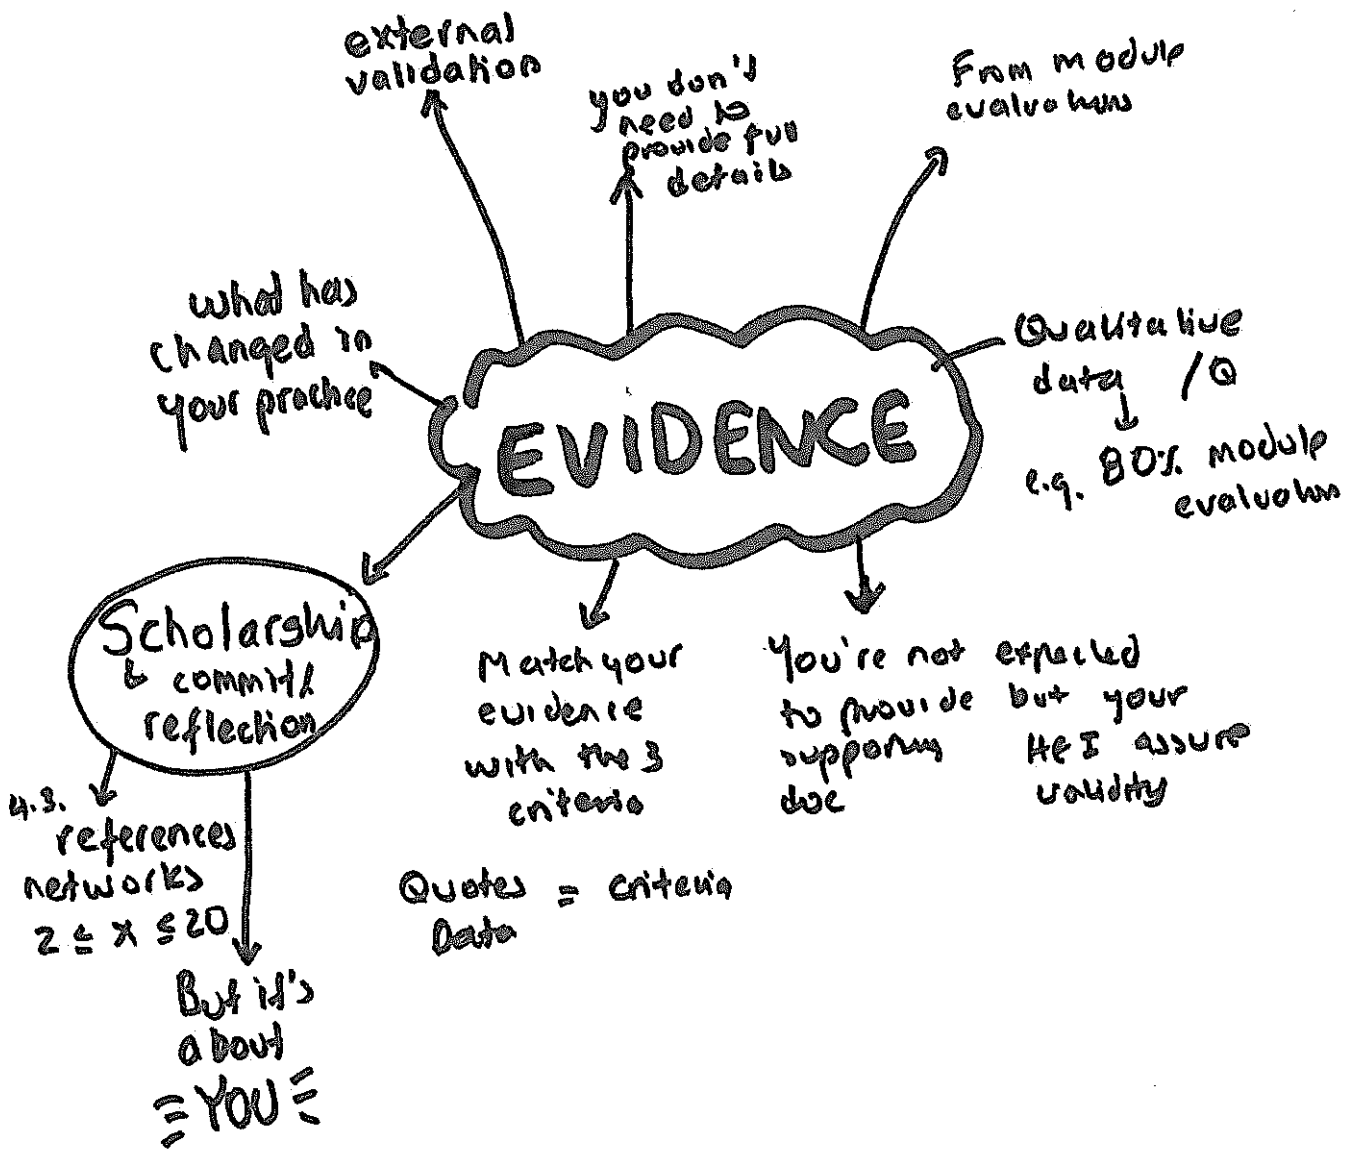 external
validation
you don't
need to
provide full
details
From module
evaluations
what has
changed in
your practice
EVIDENCE
Qualitative
data / Q
e.g. 80% module
evaluations
Scholarship
↳ commit/
reflection
4.3.
references
networks
2 ≤ x ≤ 20
But it's
about
YOU
Match your
evidence
with the 3
criteria
Quotes = criteria
Data
You're not expected
to provide but your
supporting HEI assure
doc validity